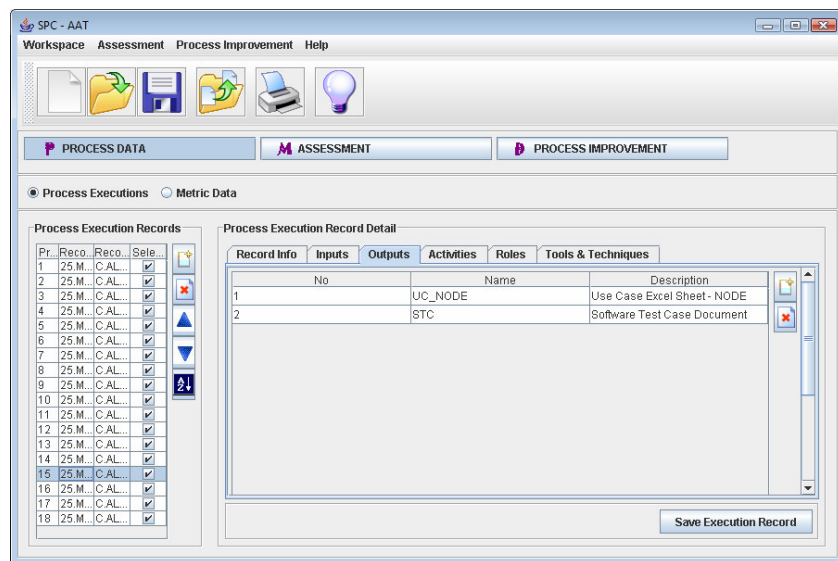 SPC - AAT
Workspace Assessment Process Improvement Help
P PROCESS DATA M ASSESSMENT PROCESS IMPROVEMENT
Process Executions Metric Data
Process Execution Records
Process Execution Record Detail
Pr... Reco... Reco... Sele...
1 25.M... C.AL...
2 25.M... C.AL...
3 25.M... C.AL...
4 25.M... C.AL...
5 25.M... C.AL...
6 25.M... C.AL...
7 25.M... C.AL...
8 25.M... C.AL...
9 25.M... C.AL...
10 25.M... C.AL...
11 25.M... C.AL...
12 25.M... C.AL...
13 25.M... C.AL...
14 25.M... C.AL...
15 25.M... C.AL...
16 25.M... C.AL...
17 25.M... C.AL...
18 25.M... C.AL...
Record Info Inputs Outputs Activities Roles Tools & Techniques
No Name Description
1 UC_NODE Use Case Excel Sheet - NODE
2 STC Software Test Case Document
Save Execution Record